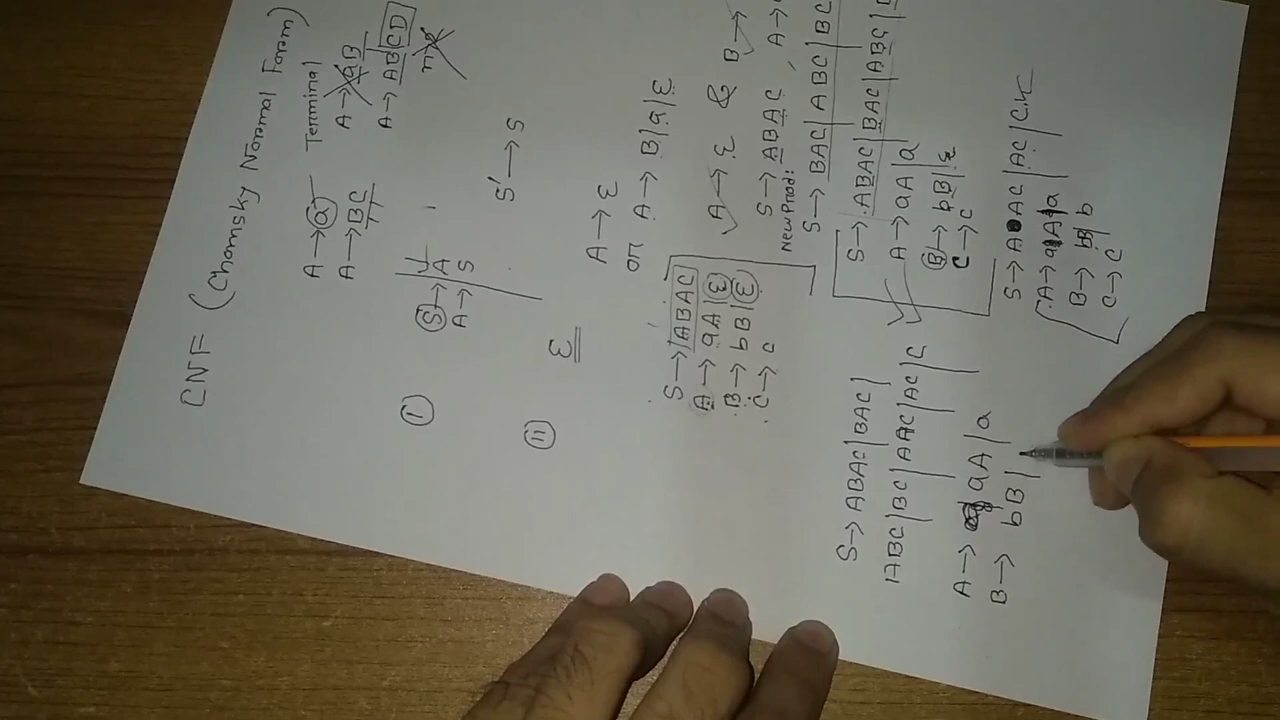 CNF (Chomsky Normal Form)
A → a Terminal A → aB
A → BC A → ABCD
I S → A S' → S
A → S
II ε A → ε
or A → B|a|ε
S → ABAC A → ε & B →
A → aA|ε S → ABAC , A →
B → bB|ε New Prod:
C → c S → BAC|ABC|BC
S → ABAC|BAC|ABC|
A → aA|a
B → bB|ε
C → c
S → ABAC|BAC| S → AAC|AC|C
ABC|BC|AAC|AC|C A → aA|a
A → aA|a B → bB|b
B → bB| C → c